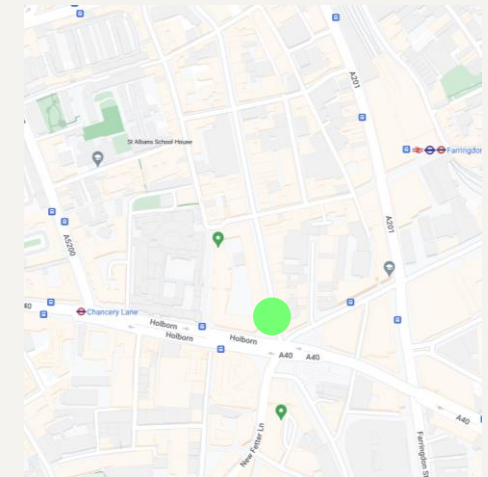 A201
St Albans School House
Farringdon
A5200
A201
40
Chancery Lane
Holborn
Holborn
Holborn
A40
A40
A40
New Fetter Ln
Farringdon St